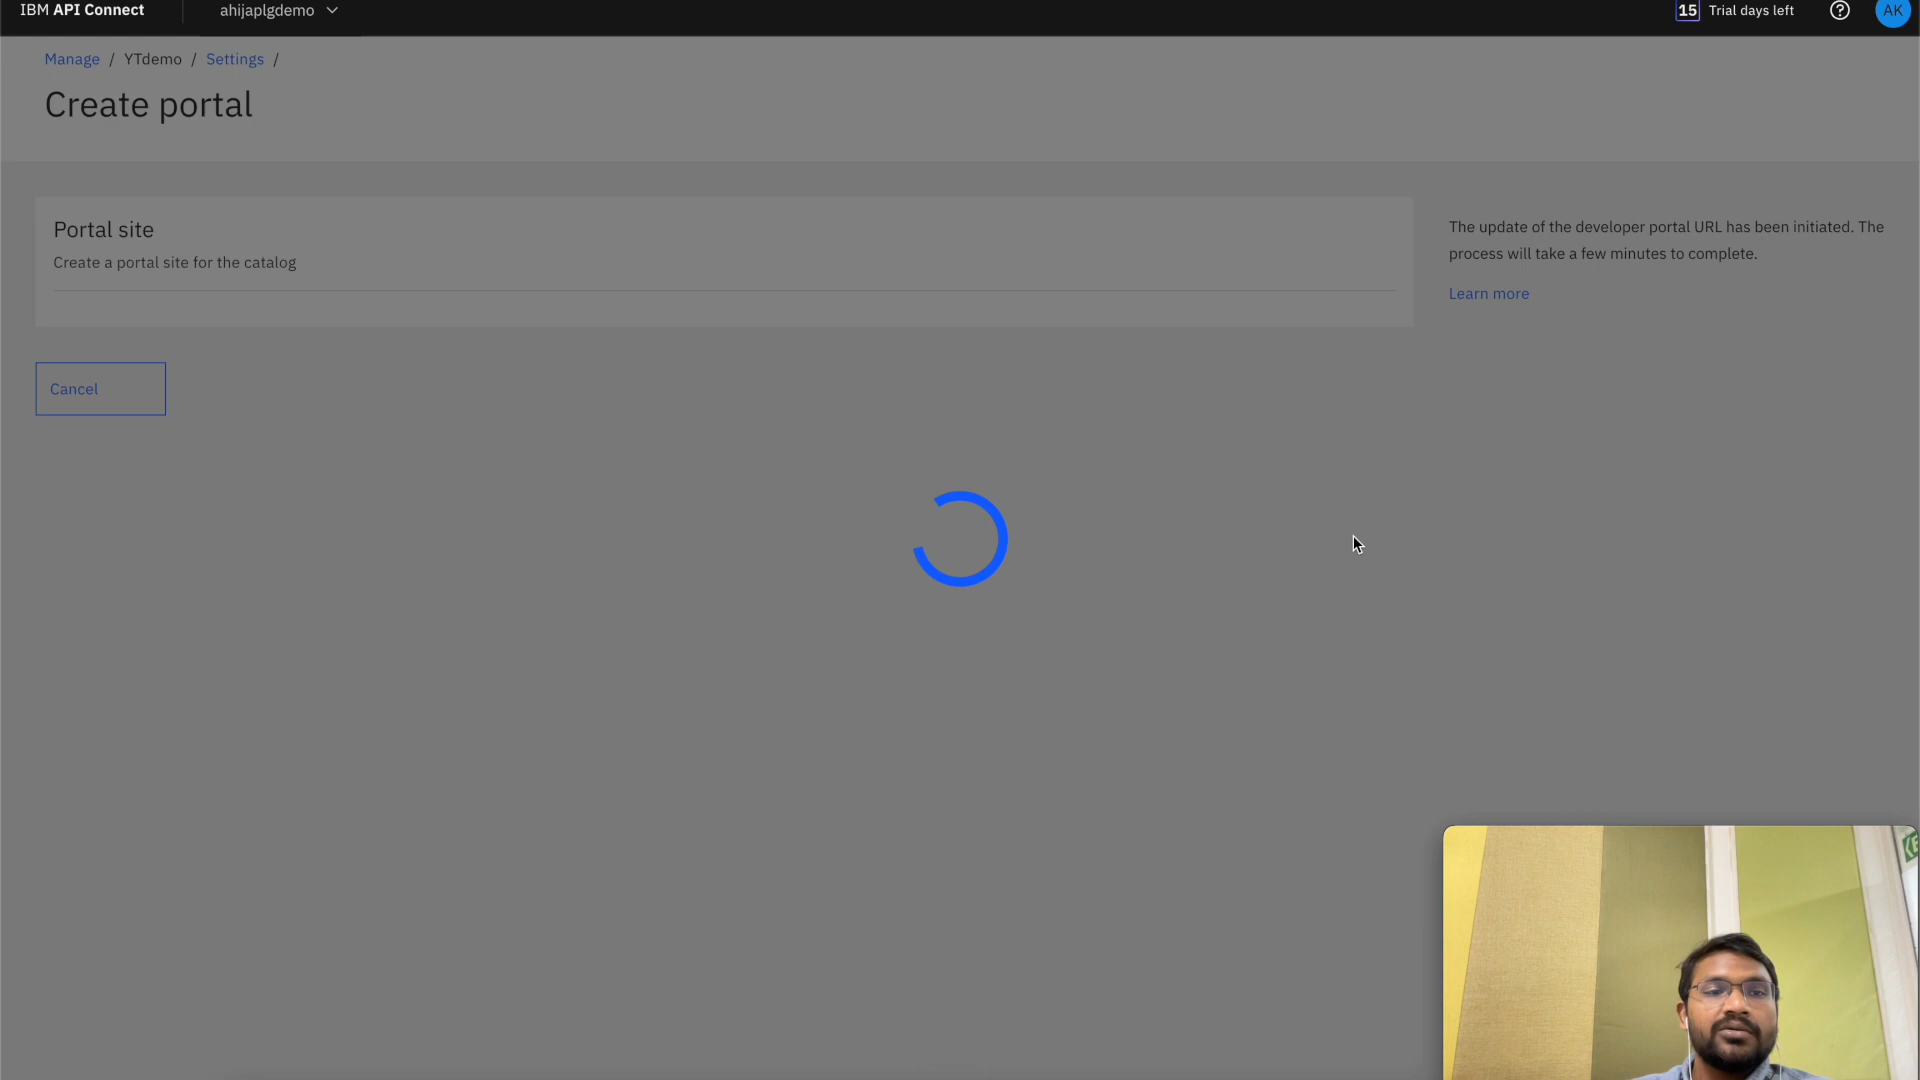 IBM API Connect
ahijaplgdemo
15 Trial days left
AK
Manage / YTdemo / Settings /
Create portal
Portal site
Create a portal site for the catalog
The update of the developer portal URL has been initiated. The
process will take a few minutes to complete.
Learn more
Cancel